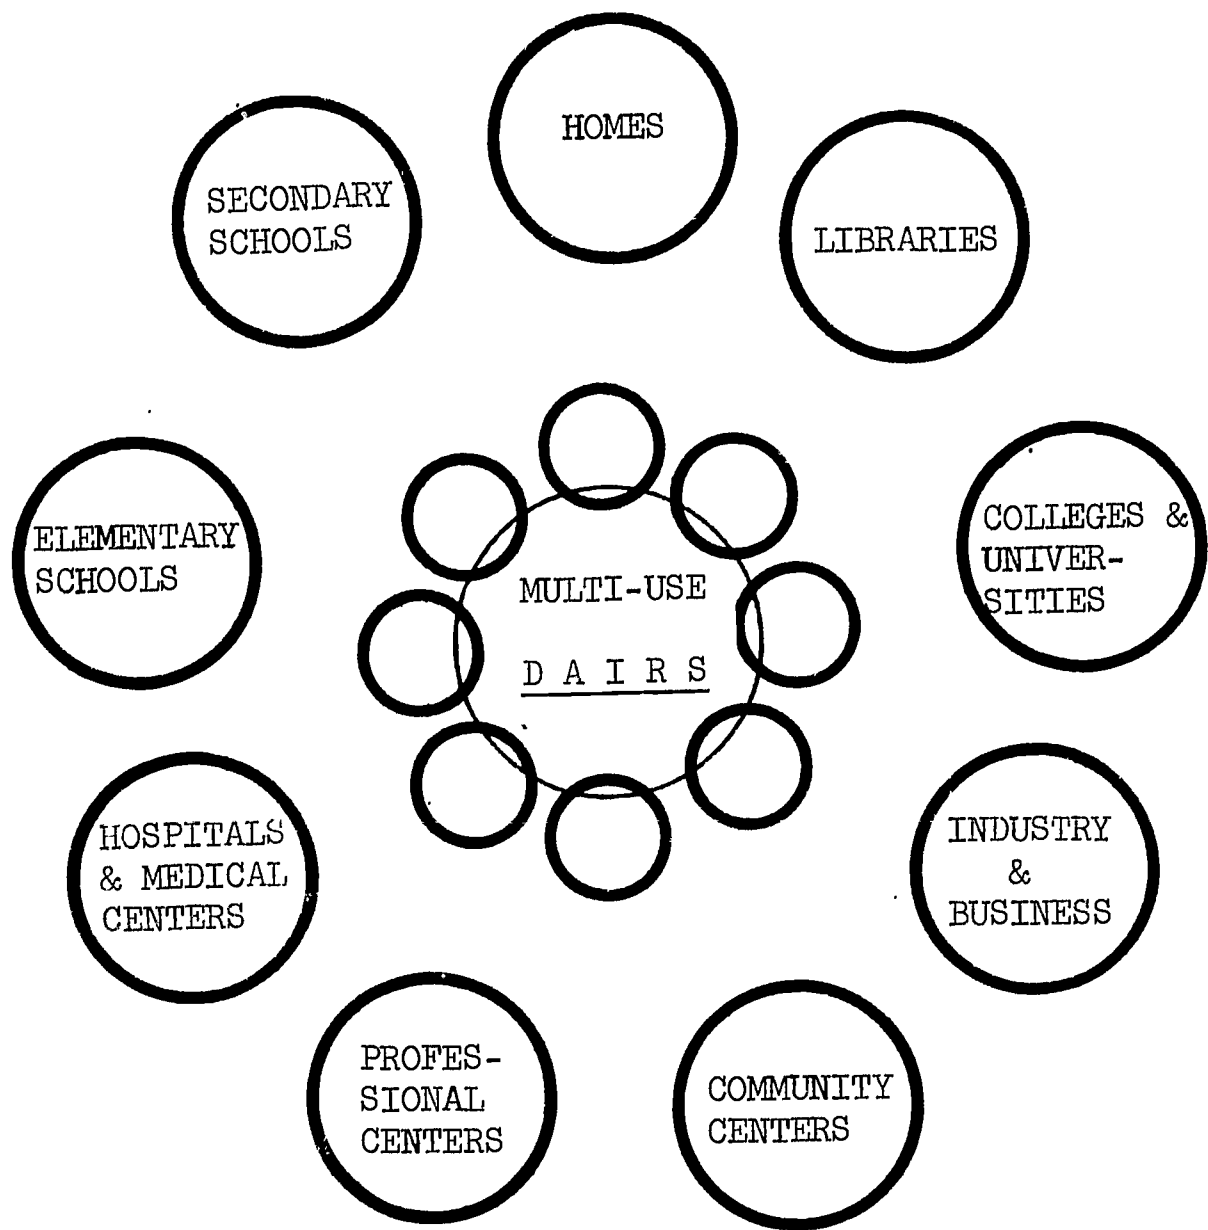 HOMES
SECONDARY
SCHOOLS
LIBRARIES
ELEMENTARY
SCHOOLS
COLLEGES &
UNIVER-
SITIES
MULTI-USE
D A I R S
HOSPITALS
& MEDICAL
CENTERS
INDUSTRY
&
BUSINESS
PROFES-
SIONAL
CENTERS
COMMUNITY
CENTERS